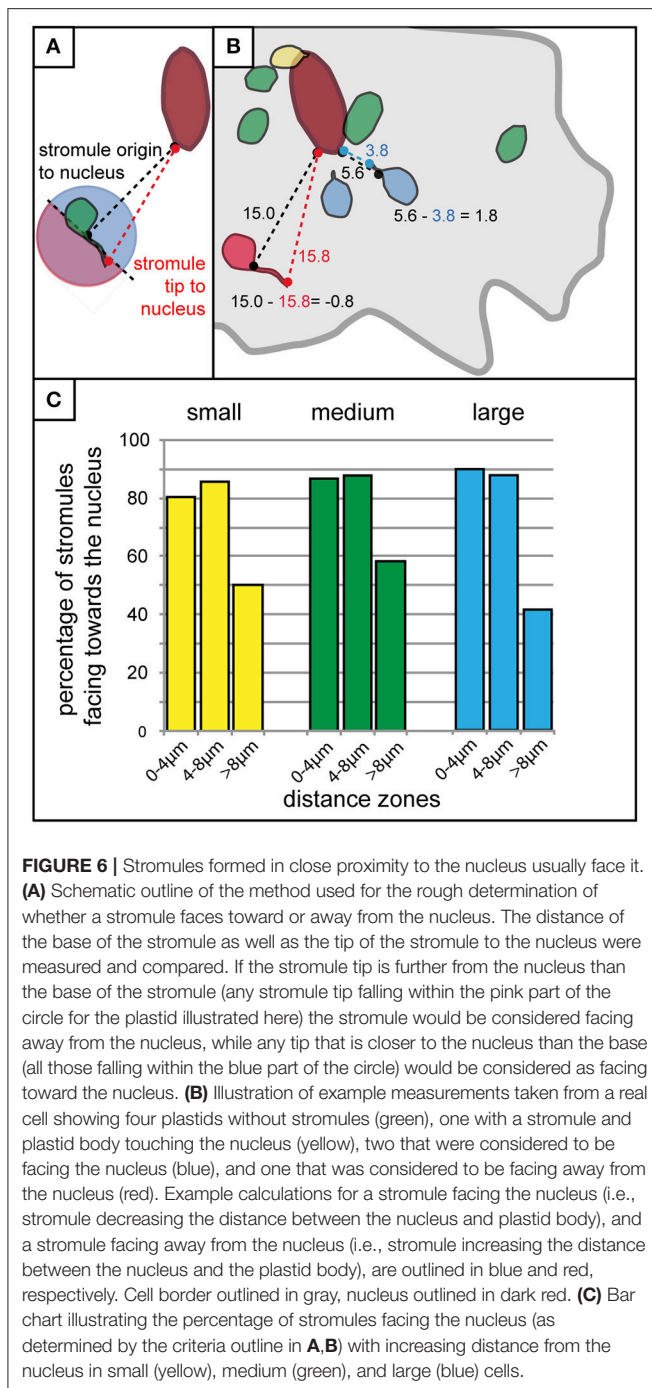 A
B
stromule origin
to nucleus
stromule
tip to
nucleus
3.8
5.6
5.6 - 3.8 = 1.8
15.0
15.8
15.0 - 15.8= -0.8
C
small medium large
percentage of stromules
facing towards the nucleus
100
80
60
40
20
0
0-4µm 4-8µm >8µm 0-4µm 4-8µm >8µm 0-4µm 4-8µm >8µm
distance zones
FIGURE 6 | Stromules formed in close proximity to the nucleus usually face it.
(A) Schematic outline of the method used for the rough determination of
whether a stromule faces toward or away from the nucleus. The distance of
the base of the stromule as well as the tip of the stromule to the nucleus were
measured and compared. If the stromule tip is further from the nucleus than
the base of the stromule (any stromule tip falling within the pink part of the
circle for the plastid illustrated here) the stromule would be considered facing
away from the nucleus, while any tip that is closer to the nucleus than the base
(all those falling within the blue part of the circle) would be considered as facing
toward the nucleus. (B) Illustration of example measurements taken from a real
cell showing four plastids without stromules (green), one with a stromule and
plastid body touching the nucleus (yellow), two that were considered to be
facing the nucleus (blue), and one that was considered to be facing away from
the nucleus (red). Example calculations for a stromule facing the nucleus (i.e.,
stromule decreasing the distance between the nucleus and plastid body), and
a stromule facing away from the nucleus (i.e., stromule increasing the distance
between the nucleus and the plastid body), are outlined in blue and red,
respectively. Cell border outlined in gray, nucleus outlined in dark red. (C) Bar
chart illustrating the percentage of stromules facing the nucleus (as
determined by the criteria outline in A,B) with increasing distance from the
nucleus in small (yellow), medium (green), and large (blue) cells.